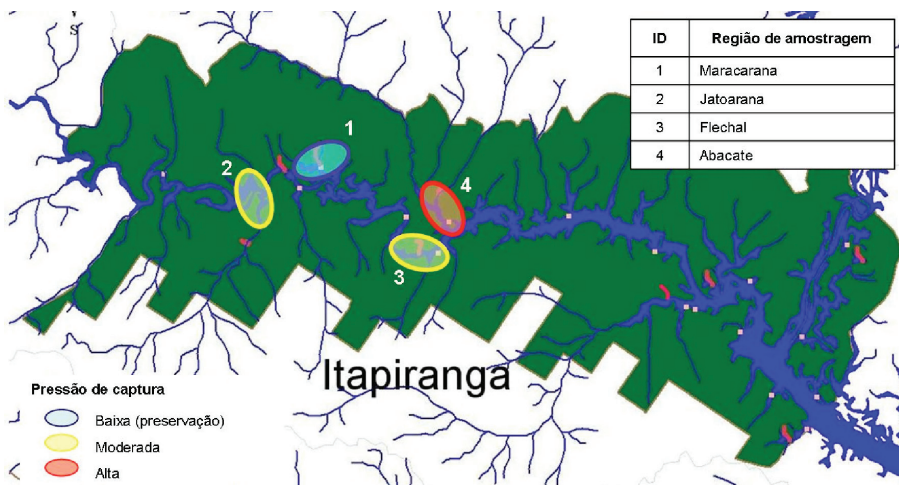 S
ID Região de amostragem
1 Maracarana
2 Jatoarana
3 Flechal
4 Abacate
1
2
4
3
Itapiranga
Pressão de captura
Baixa (preservação)
Moderada
Alta